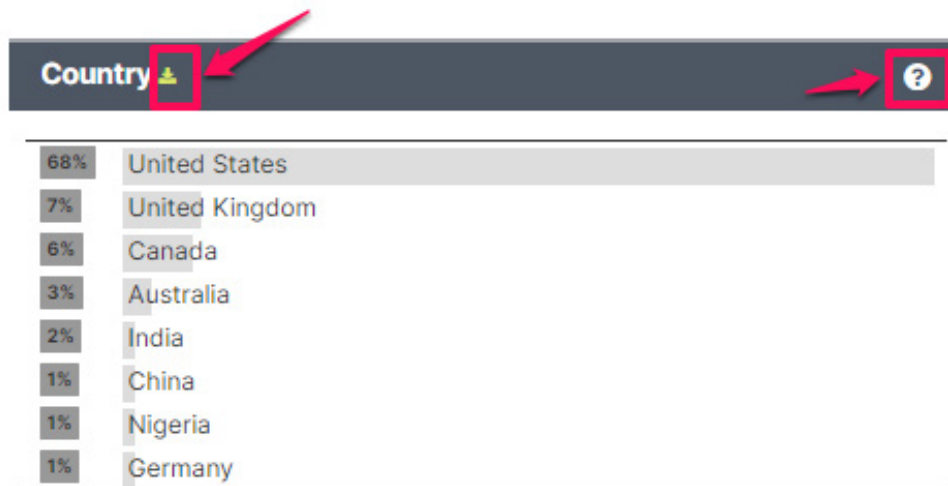 Country
?
68% United States
7% United Kingdom
6% Canada
3% Australia
2% India
1% China
1% Nigeria
1% Germany